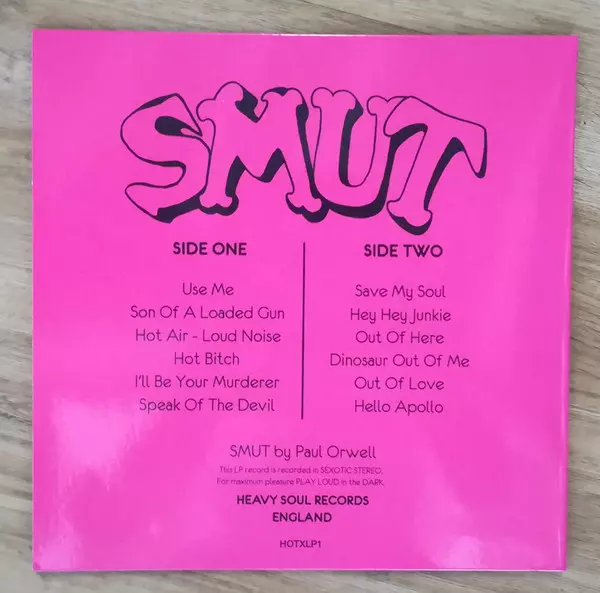 SMUT
SIDE ONE
Use Me
Son Of A Loaded Gun
Hot Air - Loud Noise
Hot Bitch
I'll Be Your Murderer
Speak Of The Devil
SIDE TWO
Save My Soul
Hey Hey Junkie
Out Of Here
Dinosaur Out Of Me
Out Of Love
Hello Apollo
SMUT by Paul Orwell
This LP record is recorded in SEXOTIC STEREO.
For maximum pleasure PLAY LOUD in the DARK.
HEAVY SOUL RECORDS
ENGLAND
HOTXLP1